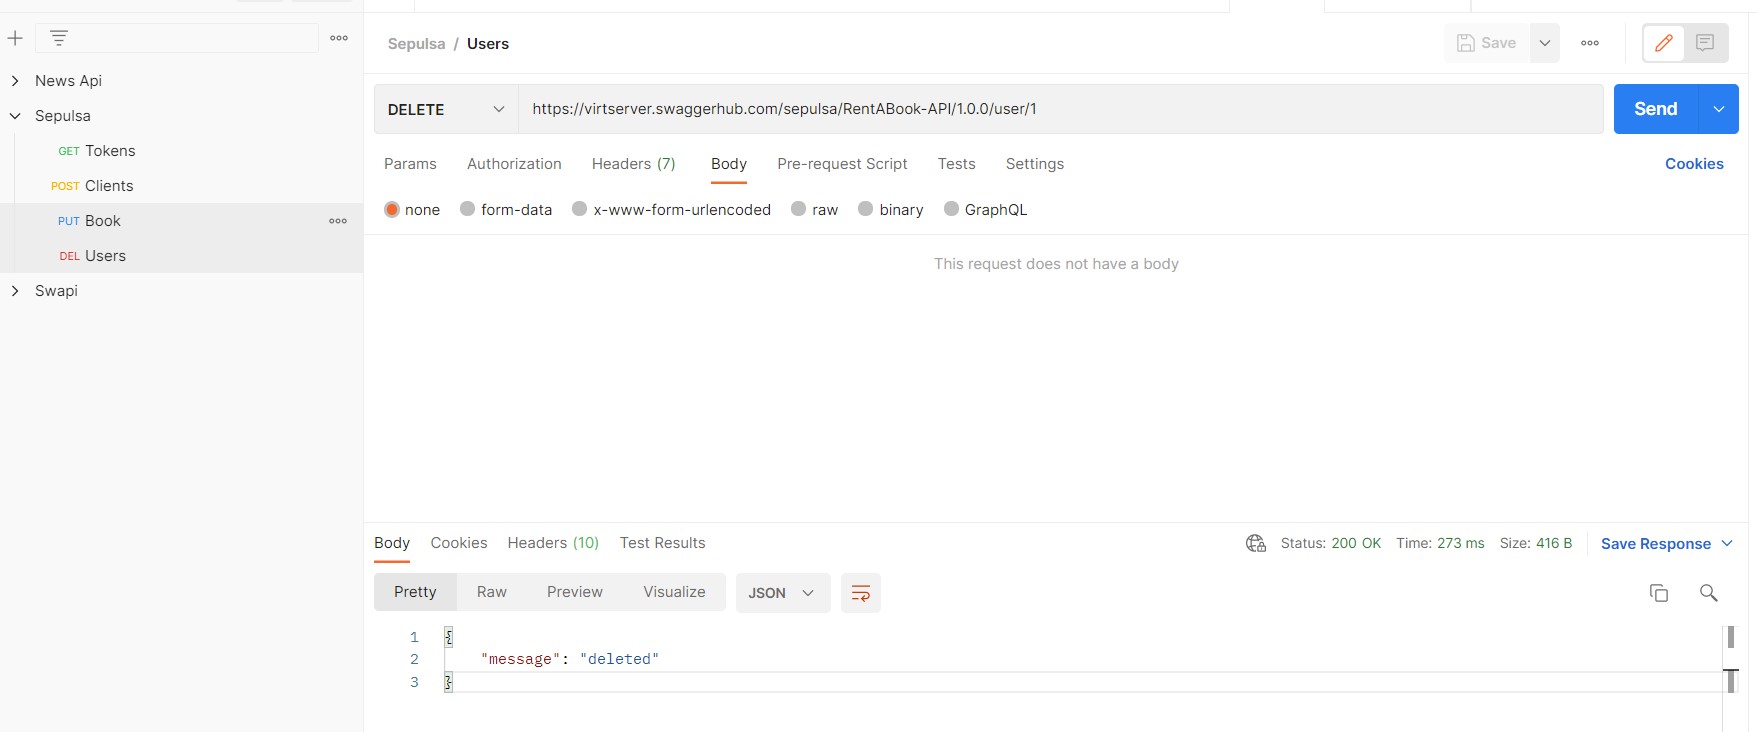 News Api
Sepulsa
GET Tokens
POST Clients
PUT Book
DEL Users
Swapi
Sepulsa / Users
Save
DELETE
https://virtserver.swaggerhub.com/sepulsa/RentABook-API/1.0.0/user/1
Send
Params Authorization Headers (7) Body Pre-request Script Tests Settings Cookies
none form-data x-www-form-urlencoded raw binary GraphQL
This request does not have a body
Body Cookies Headers (10) Test Results Status: 200 OK Time: 273 ms Size: 416 B Save Response
Pretty Raw Preview Visualize JSON
1 {
2 "message": "deleted"
3 }